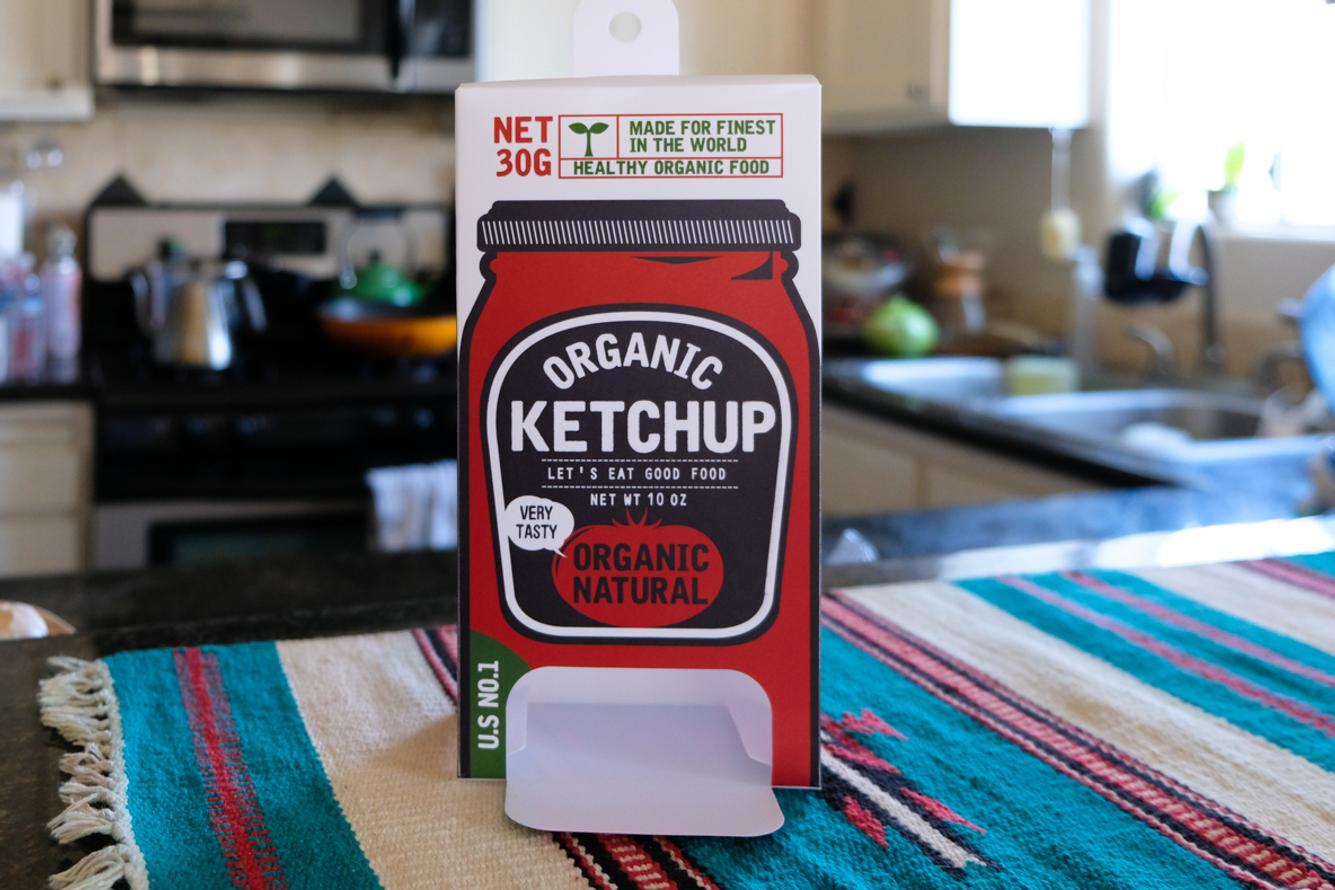 NET
30G
MADE FOR FINEST
IN THE WORLD
HEALTHY ORGANIC FOOD
ORGANIC
KETCHUP
LET'S EAT GOOD FOOD
NET WT 10 OZ
VERY
TASTY
ORGANIC
NATURAL
U.S NO.1